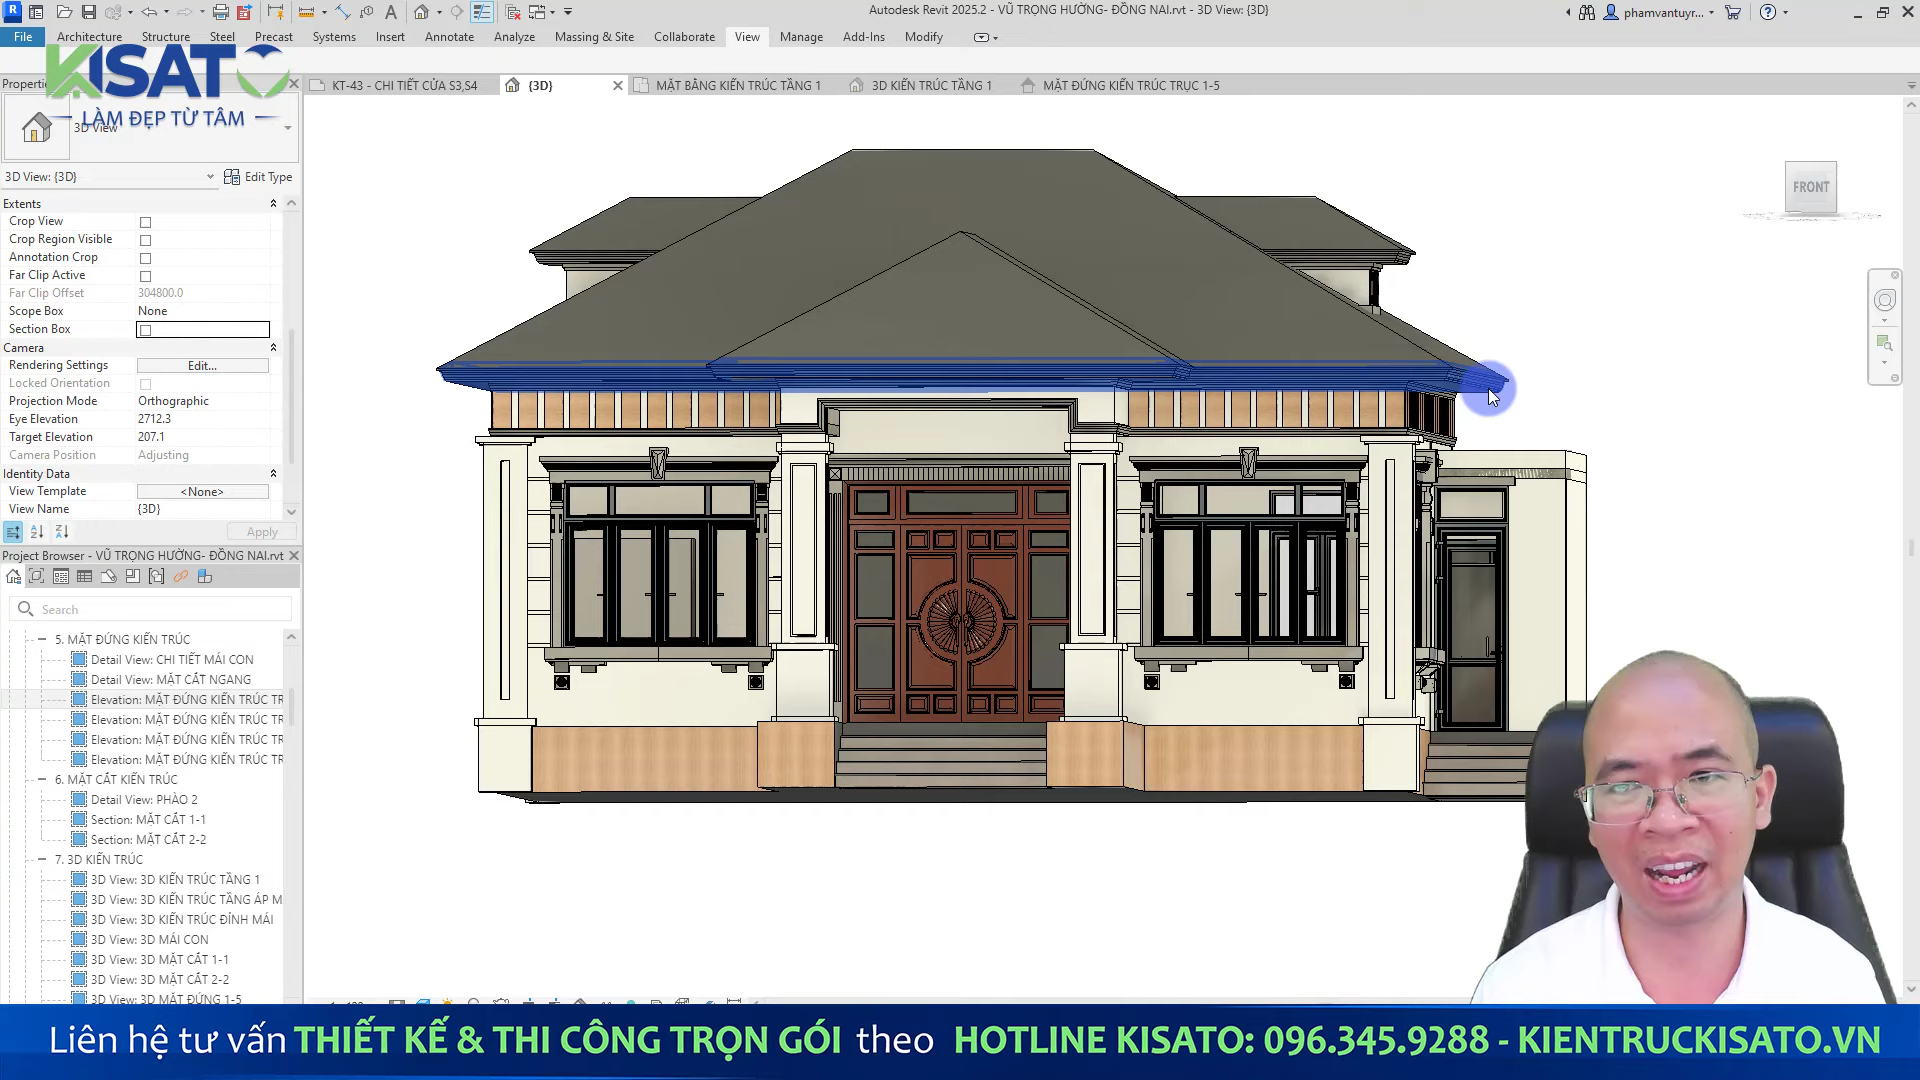 Autodesk Revit 2025.2 - VŨ TRỌNG HƯỜNG- ĐỒNG NAI.rvt - 3D View: {3D}
phamvantuyr...
File Architecture Structure Steel Precast Systems Insert Annotate Analyze Massing & Site Collaborate View Manage Add-Ins Modify
KISATO
LÀM ĐẸP TỪ TÂM
KT-43 - CHI TIẾT CỬA S3,S4
{3D}
MẶT BẰNG KIẾN TRÚC TẦNG 1
3D KIẾN TRÚC TẦNG 1
MẶT ĐỨNG KIẾN TRÚC TRỤC 1-5
3D View
3D View: {3D}
Edit Type
Extents
Crop View
Crop Region Visible
Annotation Crop
Far Clip Active
Far Clip Offset 304800.0
Scope Box None
Section Box
Camera
Rendering Settings Edit...
Locked Orientation
Projection Mode Orthographic
Eye Elevation 2712.3
Target Elevation 207.1
Camera Position Adjusting
Identity Data
View Template <None>
View Name {3D}
Apply
Project Browser - VŨ TRỌNG HƯỜNG- ĐỒNG NAI.rvt
Search
5. MẶT ĐỨNG KIẾN TRÚC
Detail View: CHI TIẾT MÁI CON
Detail View: MẶT CẮT NGANG
Elevation: MẶT ĐỨNG KIẾN TRÚC TR
Elevation: MẶT ĐỨNG KIẾN TRÚC TR
Elevation: MẶT ĐỨNG KIẾN TRÚC TR
Elevation: MẶT ĐỨNG KIẾN TRÚC TR
6. MẶT CẮT KIẾN TRÚC
Detail View: PHÀO 2
Section: MẶT CẮT 1-1
Section: MẶT CẮT 2-2
7. 3D KIẾN TRÚC
3D View: 3D KIẾN TRÚC TẦNG 1
3D View: 3D KIẾN TRÚC TẦNG ÁP M
3D View: 3D KIẾN TRÚC ĐỈNH MÁI
3D View: 3D MÁI CON
3D View: 3D MẶT CẮT 1-1
3D View: 3D MẶT CẮT 2-2
3D View: 3D MẶT ĐỨNG 1-5
FRONT
Liên hệ tư vấn THIẾT KẾ & THI CÔNG TRỌN GÓI theo HOTLINE KISATO: 096.345.9288 - KIENTRUCKISATO.VN